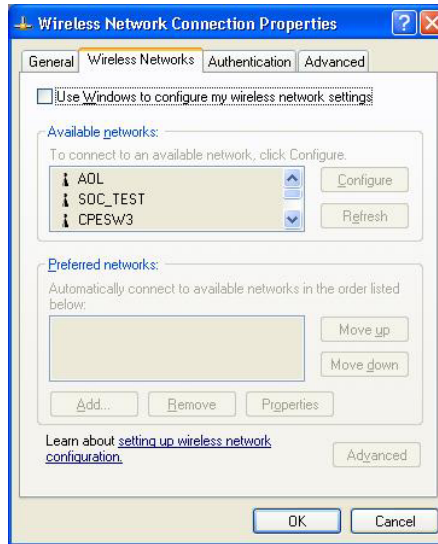 Wireless Network Connection Properties
General Wireless Networks Authentication Advanced
Use Windows to configure my wireless network settings
Available networks:
To connect to an available network, click Configure.
AOL
SOC_TEST
CPESW3
Configure
Refresh
Preferred networks:
Automatically connect to available networks in the order listed
below:
Move up
Move down
Add... Remove Properties
Learn about setting up wireless network
configuration.
Advanced
OK Cancel